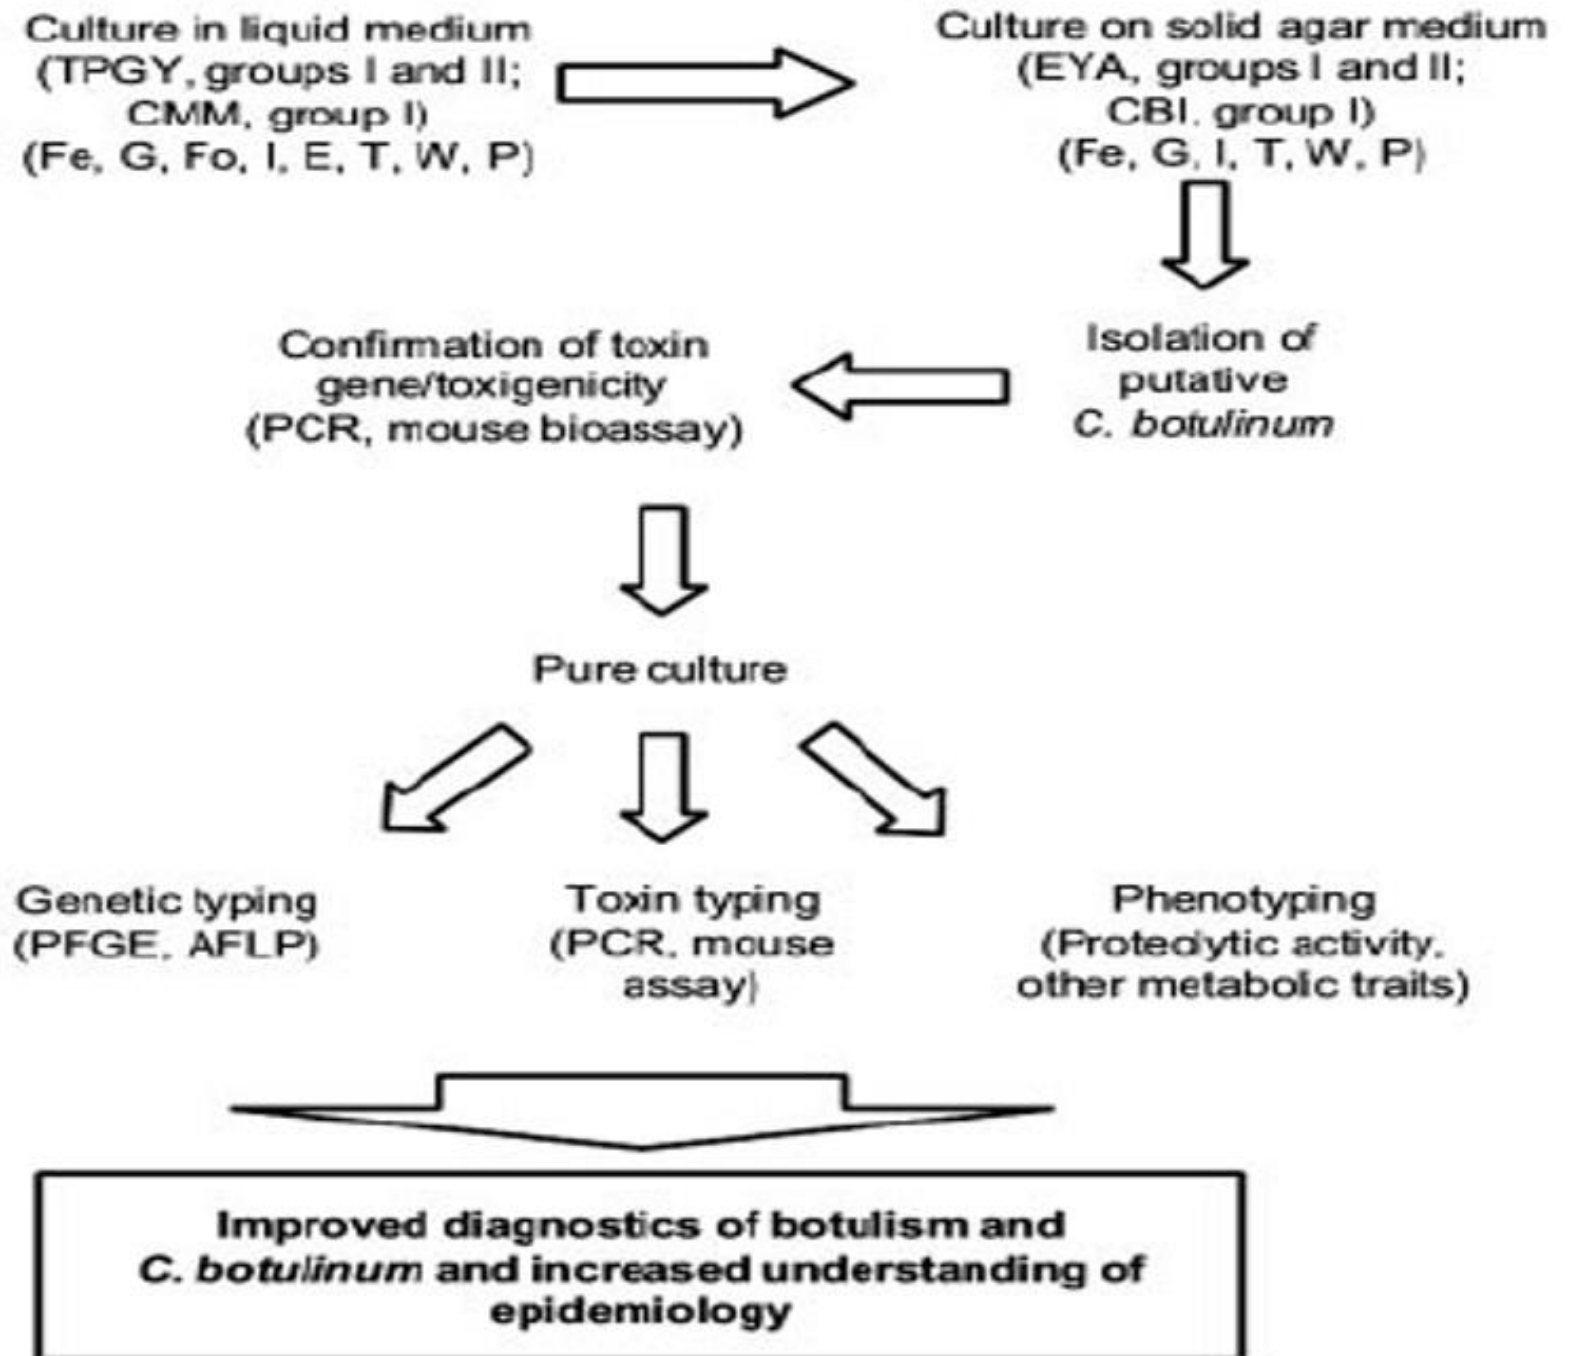 Culture in liquid medium
(TPGY, groups I and II;
CMM, group I)
(Fe, G, Fo, I, E, T, W, P)
Culture on solid agar medium
(EYA, groups I and II;
CBI, group I)
(Fe, G, I, T, W, P)
Isolation of
putative
C. botulinum
Confirmation of toxin
gene/toxigenicity
(PCR, mouse bioassay)
Pure culture
Genetic typing
(PFGE, AFLP)
Toxin typing
(PCR, mouse
assay)
Phenotyping
(Proteolytic activity,
other metabolic traits)
Improved diagnostics of botulism and
C. botulinum and increased understanding of
epidemiology